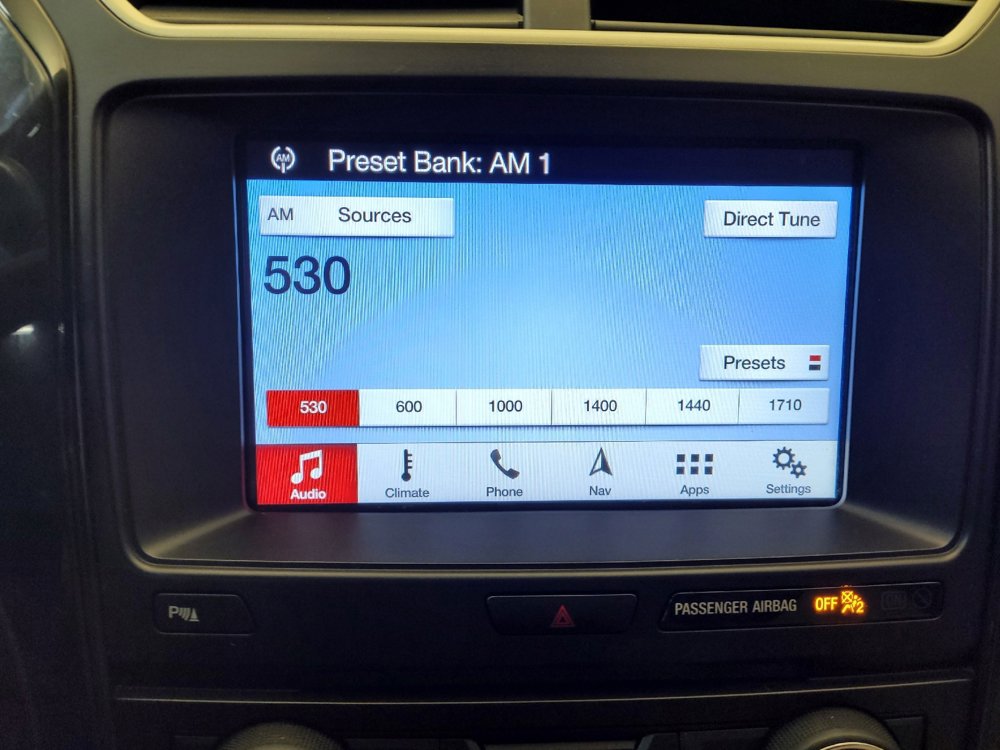 AM Preset Bank: AM 1
AM Sources Direct Tune
530
Presets
530 600 1000 1400 1440 1710
Audio Climate Phone Nav Apps Settings
P PASSENGER AIRBAG OFF 2